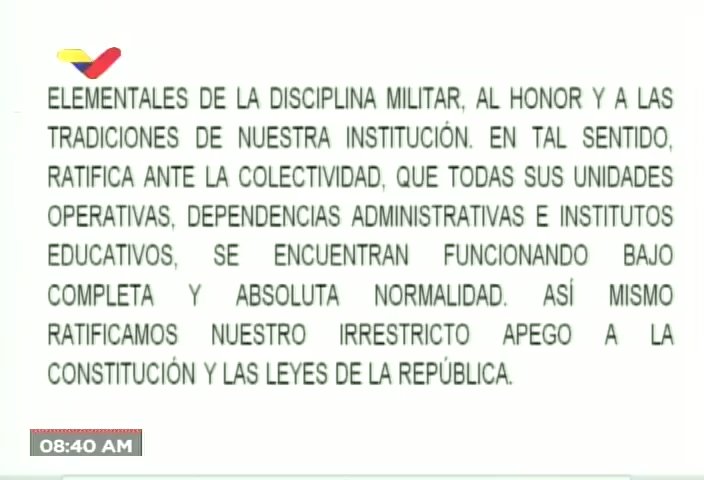 ELEMENTALES DE LA DISCIPLINA MILITAR, AL HONOR Y A LAS
TRADICIONES DE NUESTRA INSTITUCIÓN. EN TAL SENTIDO,
RATIFICA ANTE LA COLECTIVIDAD, QUE TODAS SUS UNIDADES
OPERATIVAS, DEPENDENCIAS ADMINISTRATIVAS E INSTITUTOS
EDUCATIVOS, SE ENCUENTRAN FUNCIONANDO BAJO
COMPLETA Y ABSOLUTA NORMALIDAD. ASÍ MISMO
RATIFICAMOS NUESTRO IRRESTRICTO APEGO A LA
CONSTITUCIÓN Y LAS LEYES DE LA REPÚBLICA.
08:40 AM